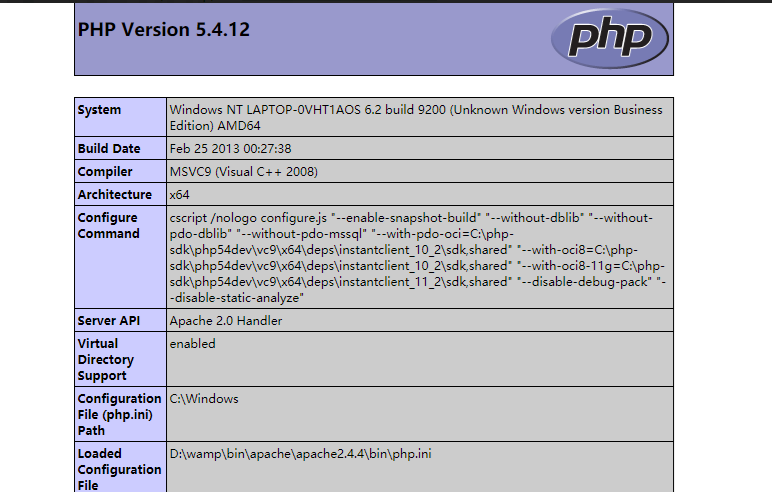 PHP Version 5.4.12
php
System
Windows NT LAPTOP-0VHT1AOS 6.2 build 9200 (Unknown Windows version Business
Edition) AMD64
Build Date
Feb 25 2013 00:27:38
Compiler
MSVC9 (Visual C++ 2008)
Architecture
x64
Configure
Command
cscript /nologo configure.js "--enable-snapshot-build" "--without-dblib" "--without-
pdo-dblib" "--without-pdo-mssql" "--with-pdo-oci=C:\php-
sdk\php54dev\vc9\x64\deps\instantclient_10_2\sdk,shared" "--with-oci8=C:\php-
sdk\php54dev\vc9\x64\deps\instantclient_10_2\sdk,shared" "--with-oci8-11g=C:\php-
sdk\php54dev\vc9\x64\deps\instantclient_11_2\sdk,shared" "--disable-debug-pack" "-
-disable-static-analyze"
Server API
Apache 2.0 Handler
Virtual
Directory
Support
enabled
Configuration
File (php.ini)
Path
C:\Windows
Loaded
Configuration
File
D:\wamp\bin\apache\apache2.4.4\bin\php.ini